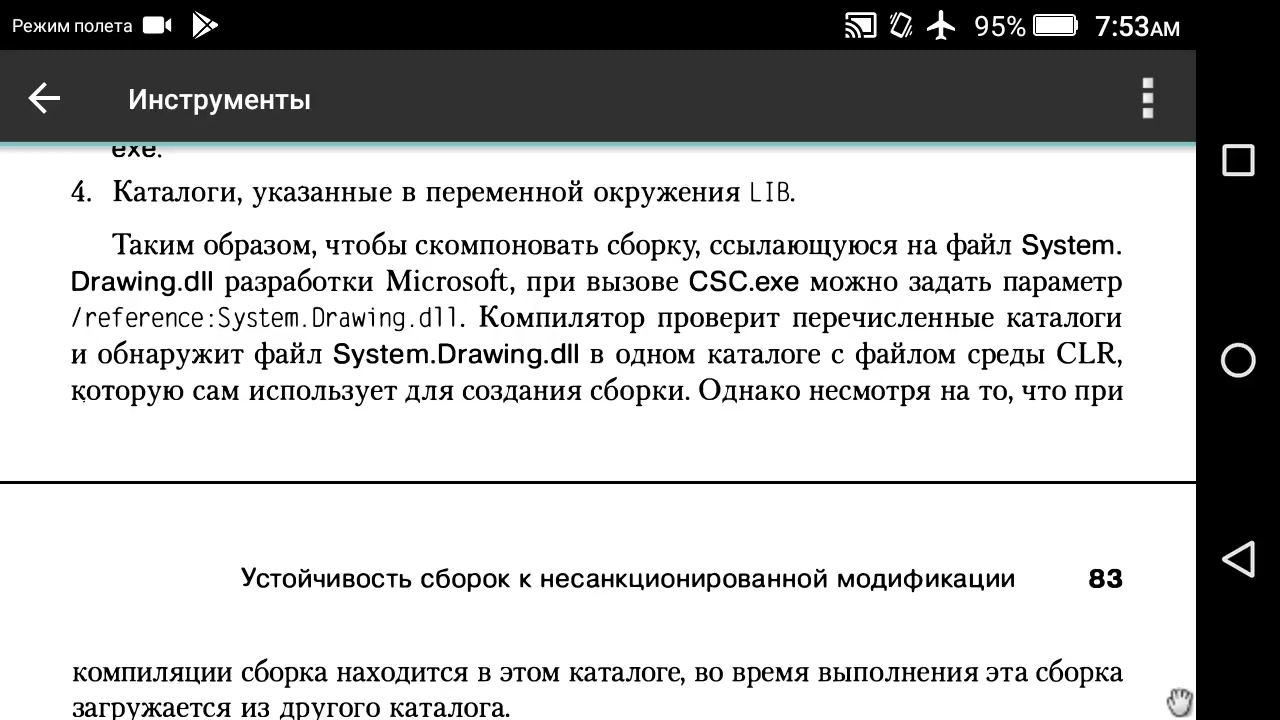 Режим полета 95% 7:53AM
Инструменты
exe.
4. Каталоги, указанные в переменной окружения LIB.
Таким образом, чтобы скомпоновать сборку, ссылающуюся на файл System.
Drawing.dll разработки Microsoft, при вызове CSC.exe можно задать параметр
/reference:System.Drawing.dll. Компилятор проверит перечисленные каталоги
и обнаружит файл System.Drawing.dll в одном каталоге с файлом среды CLR,
которую сам использует для создания сборки. Однако несмотря на то, что при
Устойчивость сборок к несанкционированной модификации 83
компиляции сборка находится в этом каталоге, во время выполнения эта сборка
загружается из другого каталога.